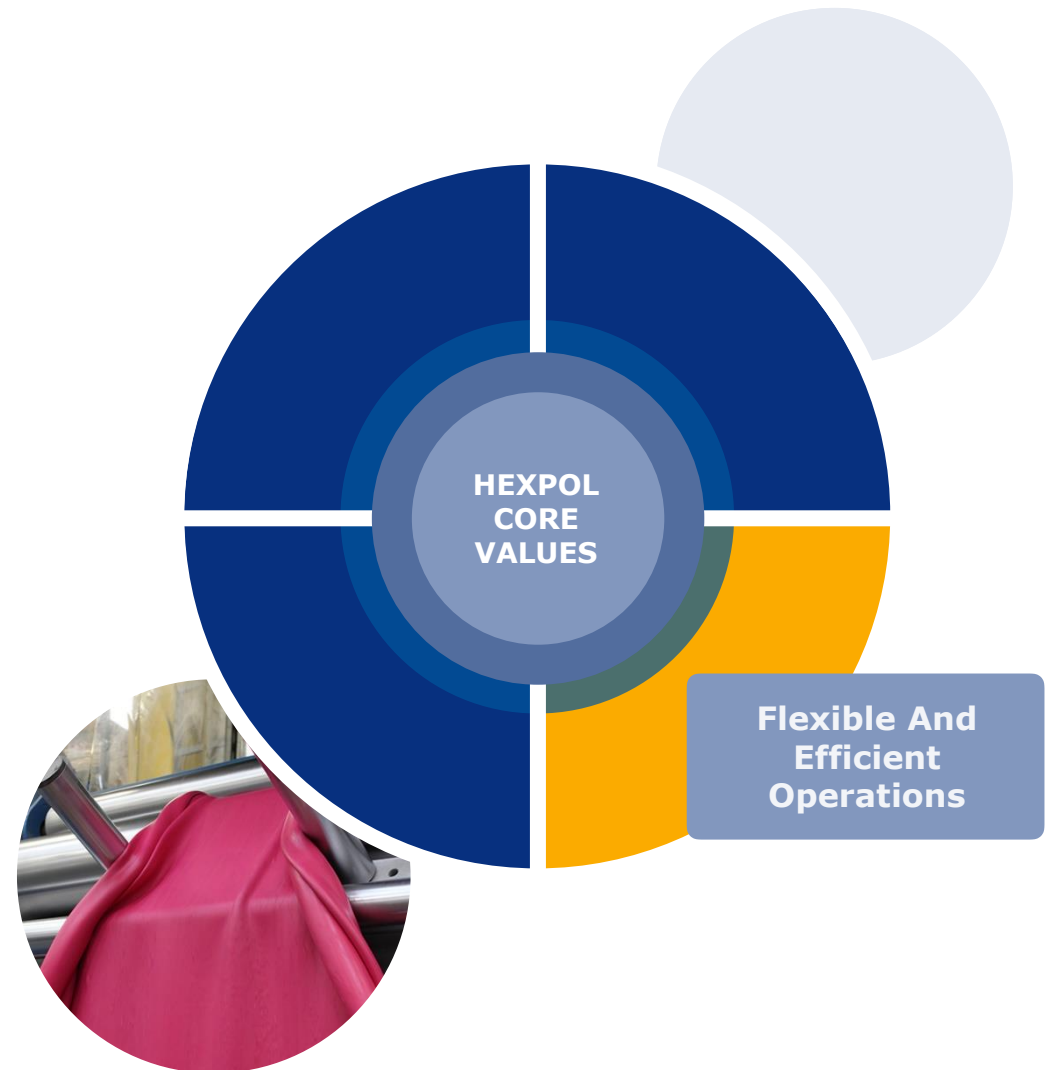 HEXPOL
CORE
VALUES
Flexible And
Efficient
Operations